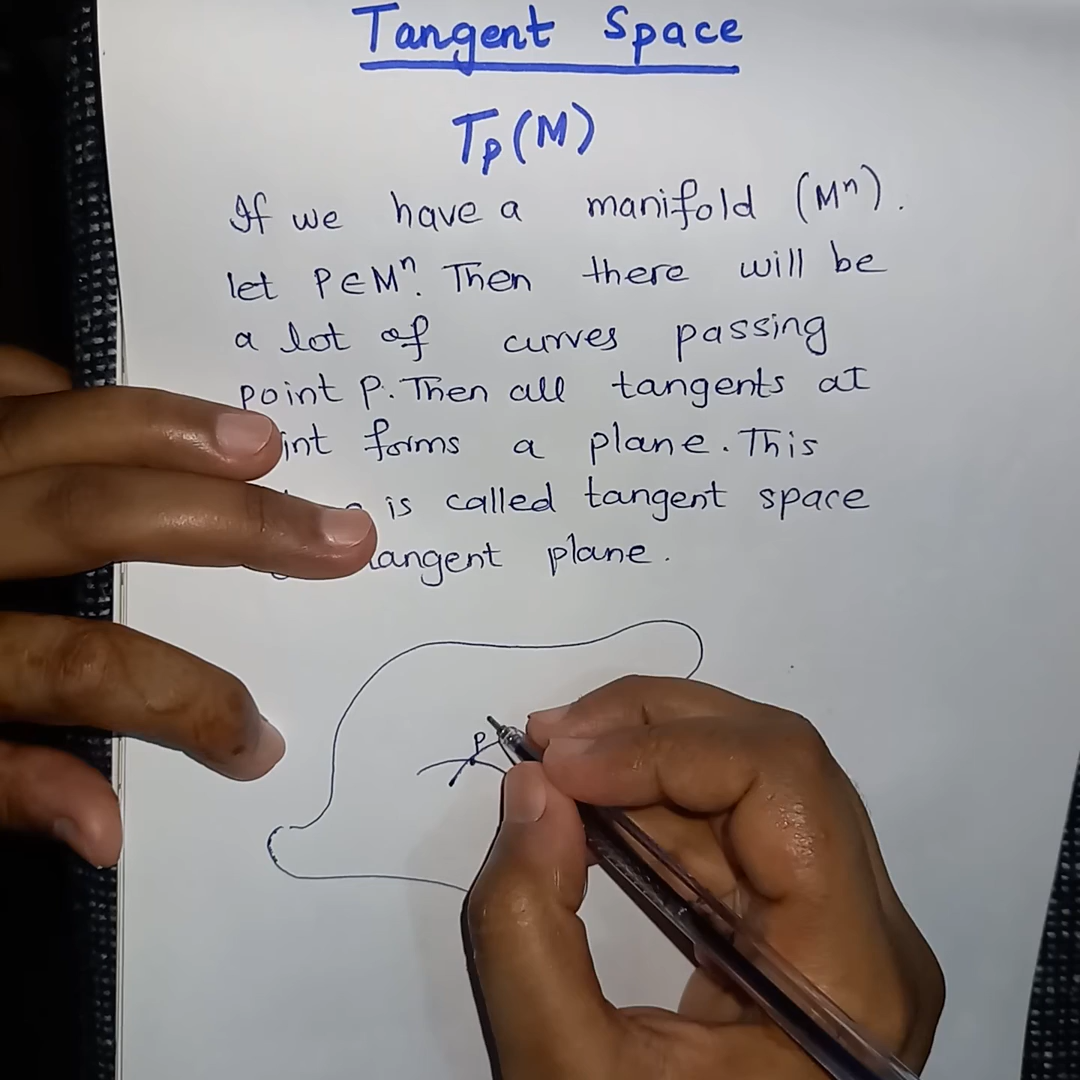 Tangent Space
Tp(M)
If we have a manifold (Mⁿ).
let P∈Mⁿ. Then there will be
a lot of curves passing
point P. Then all tangents at
forms a plane. This
is called tangent space
tangent plane.
P